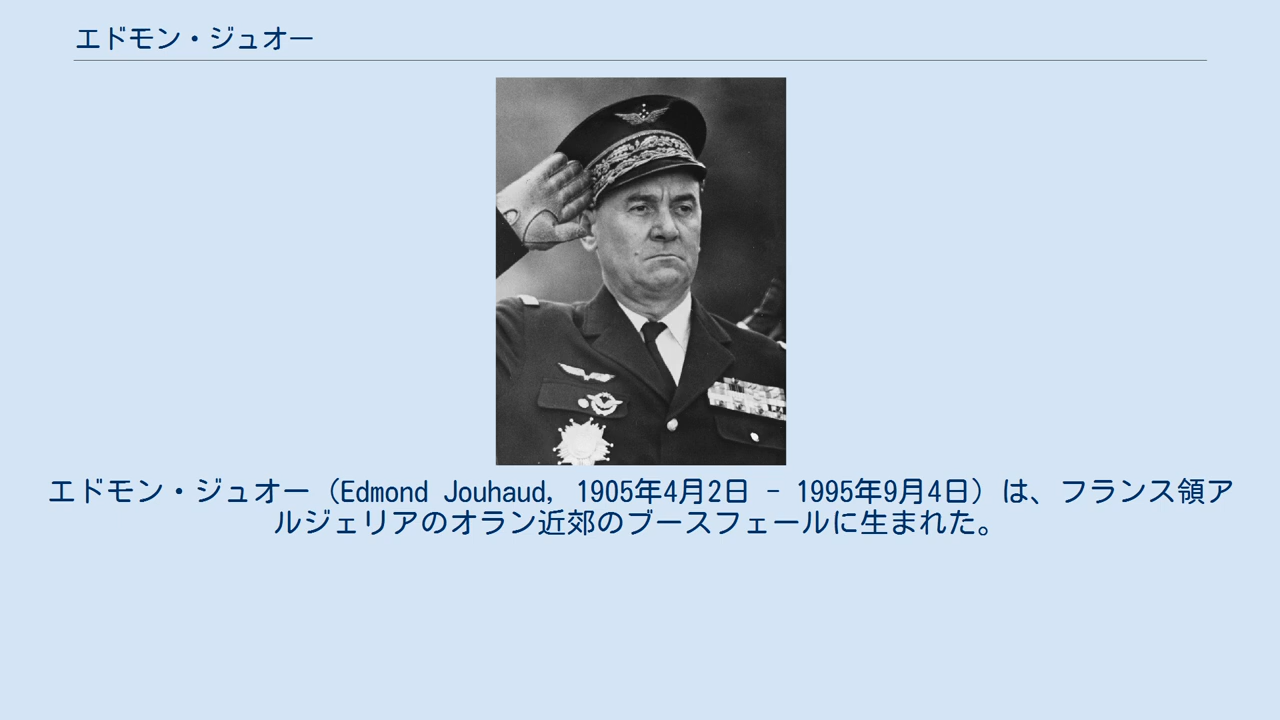 エドモン・ジュオー
エドモン・ジュオー（Edmond Jouhaud, 1905年4月2日 - 1995年9月4日）は、フランス領ア
ルジェリアのオラン近郊のブースフェールに生まれた。